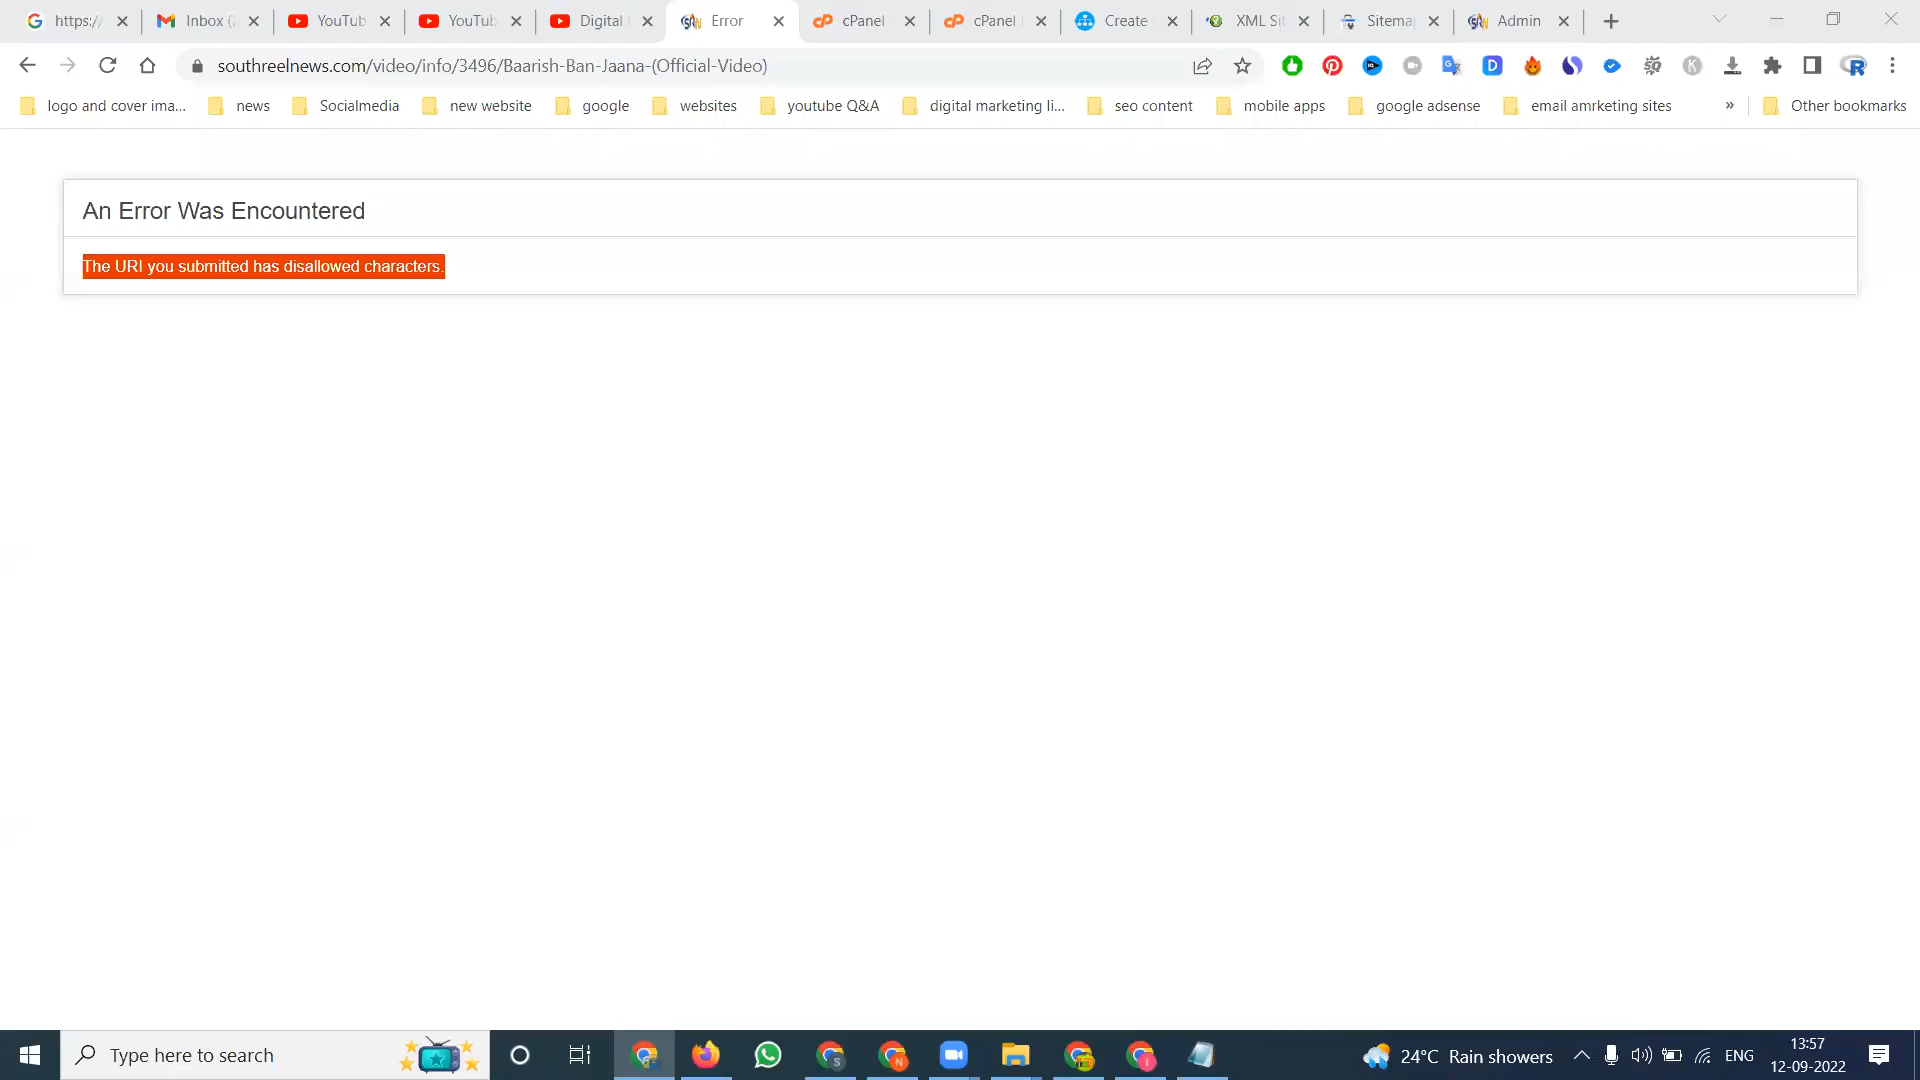 https:/
Inbox (
YouTub
YouTub
Digital
Error
cPanel
cPanel
Create
XML Sit
Sitema
Admin
southreelnews.com/video/info/3496/Baarish-Ban-Jaana-(Official-Video)
logo and cover ima...
news
Socialmedia
new website
google
websites
youtube Q&A
digital marketing li...
seo content
mobile apps
google adsense
email amrketing sites
»
Other bookmarks
An Error Was Encountered
The URI you submitted has disallowed characters.
Type here to search
24°C Rain showers
ENG
13:57
12-09-2022